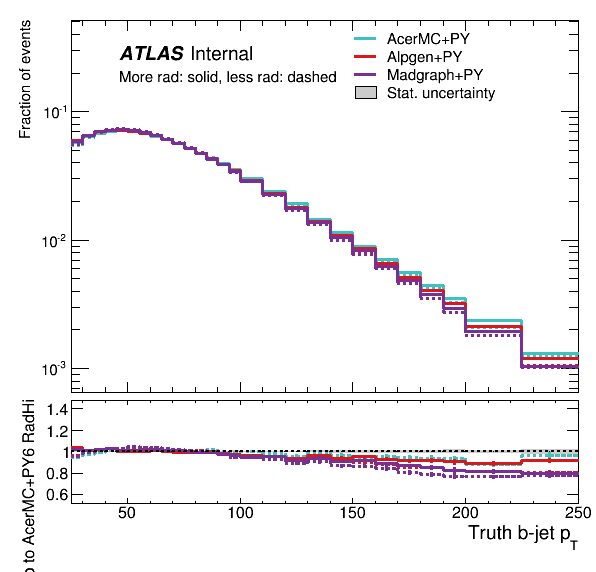 Fraction of events
ATLAS Internal
More rad: solid, less rad: dashed
AcerMC+PY
Alpgen+PY
Madgraph+PY
Stat. uncertainty
10⁻¹
10⁻²
10⁻³
to AcerMC+PY6 RadHi
1.4
1.2
1
0.8
0.6
50
100
150
200
250
Truth b-jet p_T